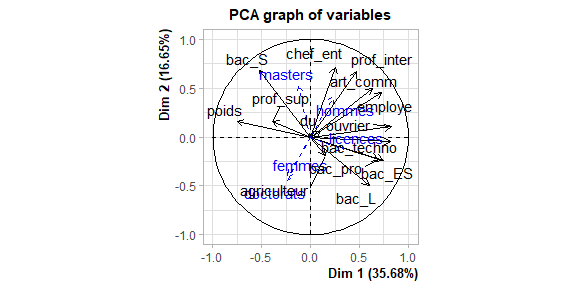 PCA graph of variables
Dim 2 (16.65%)
1.0
0.5
0.0
-0.5
-1.0
chef_ent
bac_S
prof_inter
masters
art_comm
prof_sup
poids
hommes
employe
du
ouvrier
licences
bac_techno
femmes
bac_pro
bac_ES
agriculteur
doctorats
bac_L
-1.0 -0.5 0.0 0.5 1.0
Dim 1 (35.68%)